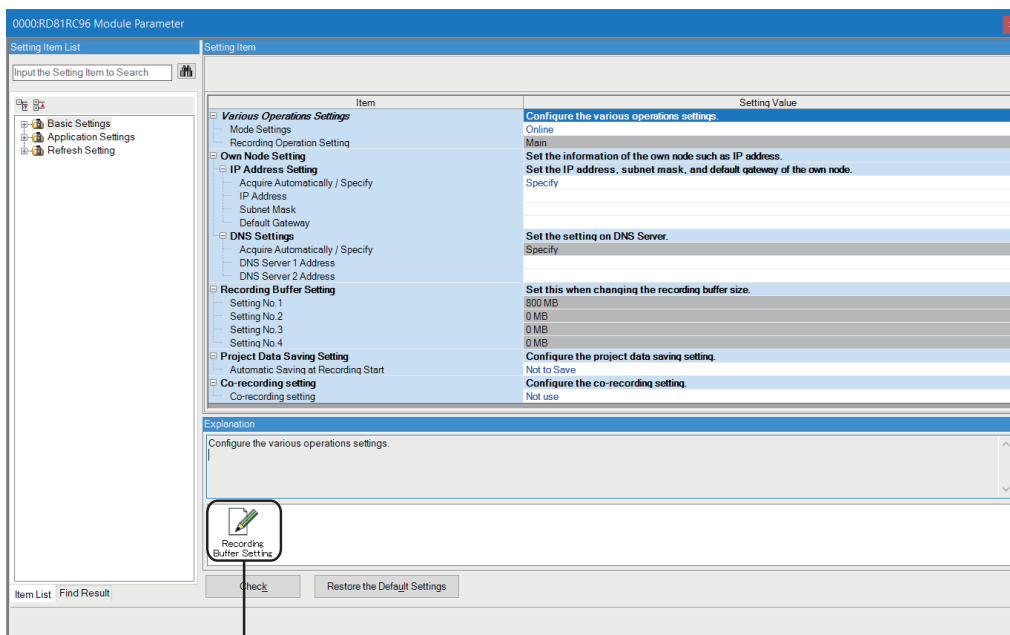 0000:RD81RC96 Module Parameter
Setting Item List
Setting Item
Input the Setting Item to Search
Basic Settings
Application Settings
Refresh Setting
Item Setting Value
Various Operations Settings Configure the various operations settings.
Mode Settings Online
Recording Operation Setting Main
Own Node Setting Set the information of the own node such as IP address.
IP Address Setting Set the IP address, subnet mask, and default gateway of the own node.
Acquire Automatically / Specify Specify
IP Address
Subnet Mask
Default Gateway
DNS Settings Set the setting on DNS Server.
Acquire Automatically / Specify Specify
DNS Server 1 Address
DNS Server 2 Address
Recording Buffer Setting Set this when changing the recording buffer size.
Setting No.1 800 MB
Setting No.2 0 MB
Setting No.3 0 MB
Setting No.4 0 MB
Project Data Saving Setting Configure the project data saving setting.
Automatic Saving at Recording Start Not to Save
Co-recording setting Configure the co-recording setting.
Co-recording setting Not use
Explanation
Configure the various operations settings.
Recording
Buffer Setting
Item List Find Result
Check Restore the Default Settings